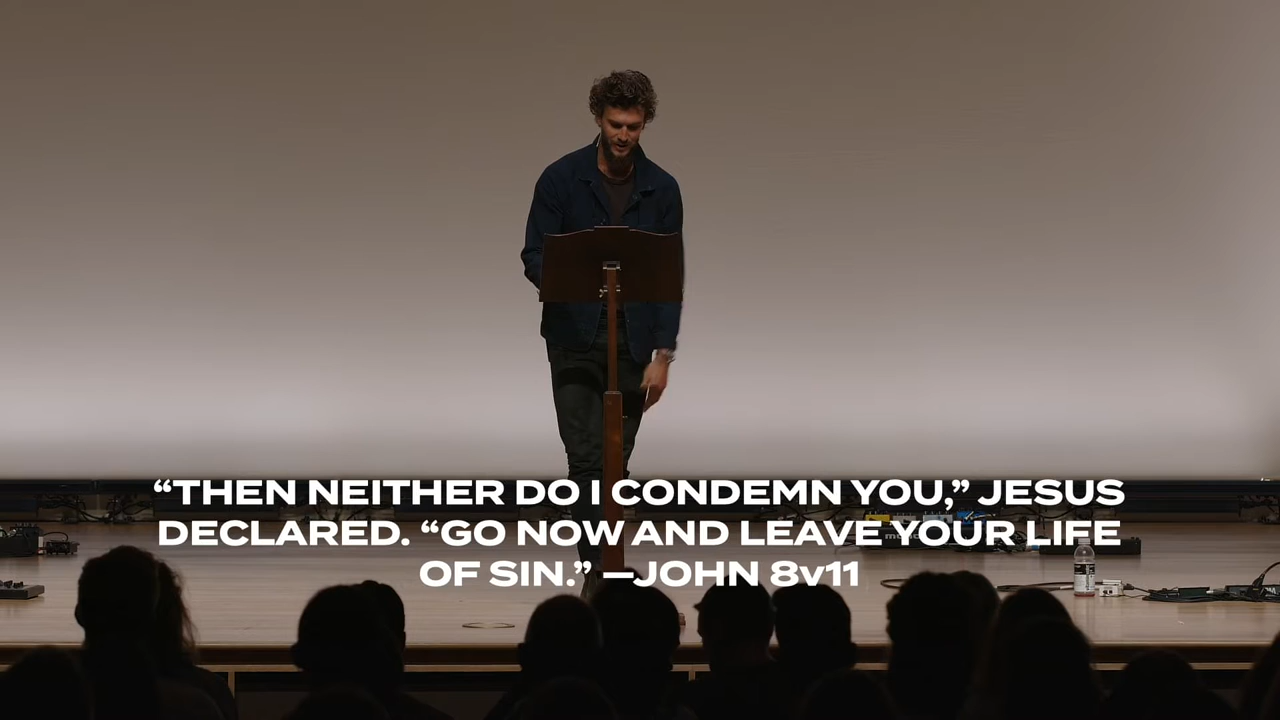 “THEN NEITHER DO I CONDEMN YOU,” JESUS
DECLARED. “GO NOW AND LEAVE YOUR LIFE
OF SIN.” —JOHN 8v11